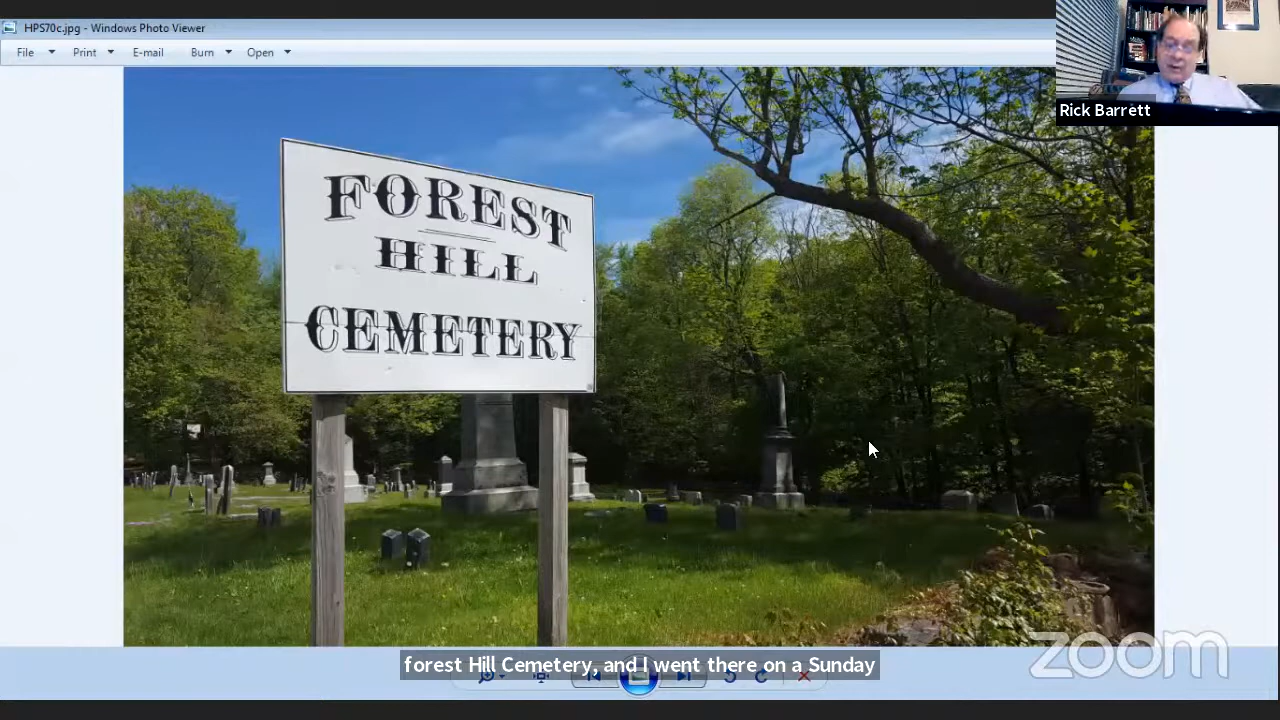 HPS70c.jpg - Windows Photo Viewer
File Print E-mail Burn Open
Rick Barrett
FOREST
HILL
CEMETERY
forest Hill Cemetery, and I went there on a Sunday
zoom